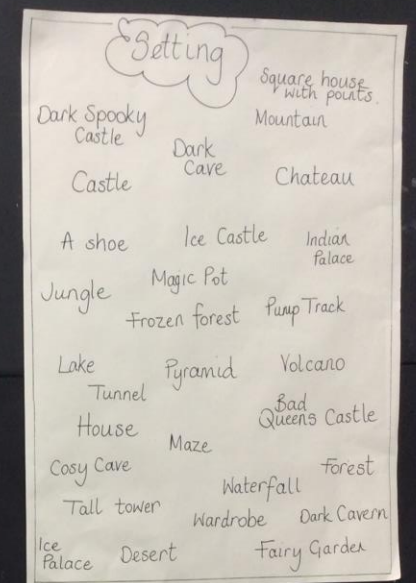 Setting
Square house
with points.
Dark Spooky
Castle
Mountain
Dark
Cave
Castle
Chateau
A shoe
Ice Castle
Indian
Palace
Magic Pot
Jungle
Frozen forest
Pump Track
Lake
Pyramid
Volcano
Tunnel
Bad
Queens Castle
House
Maze
Cosy Cave
Forest
Waterfall
Tall tower
Wardrobe
Dark Cavern
Ice
Palace
Desert
Fairy Garden